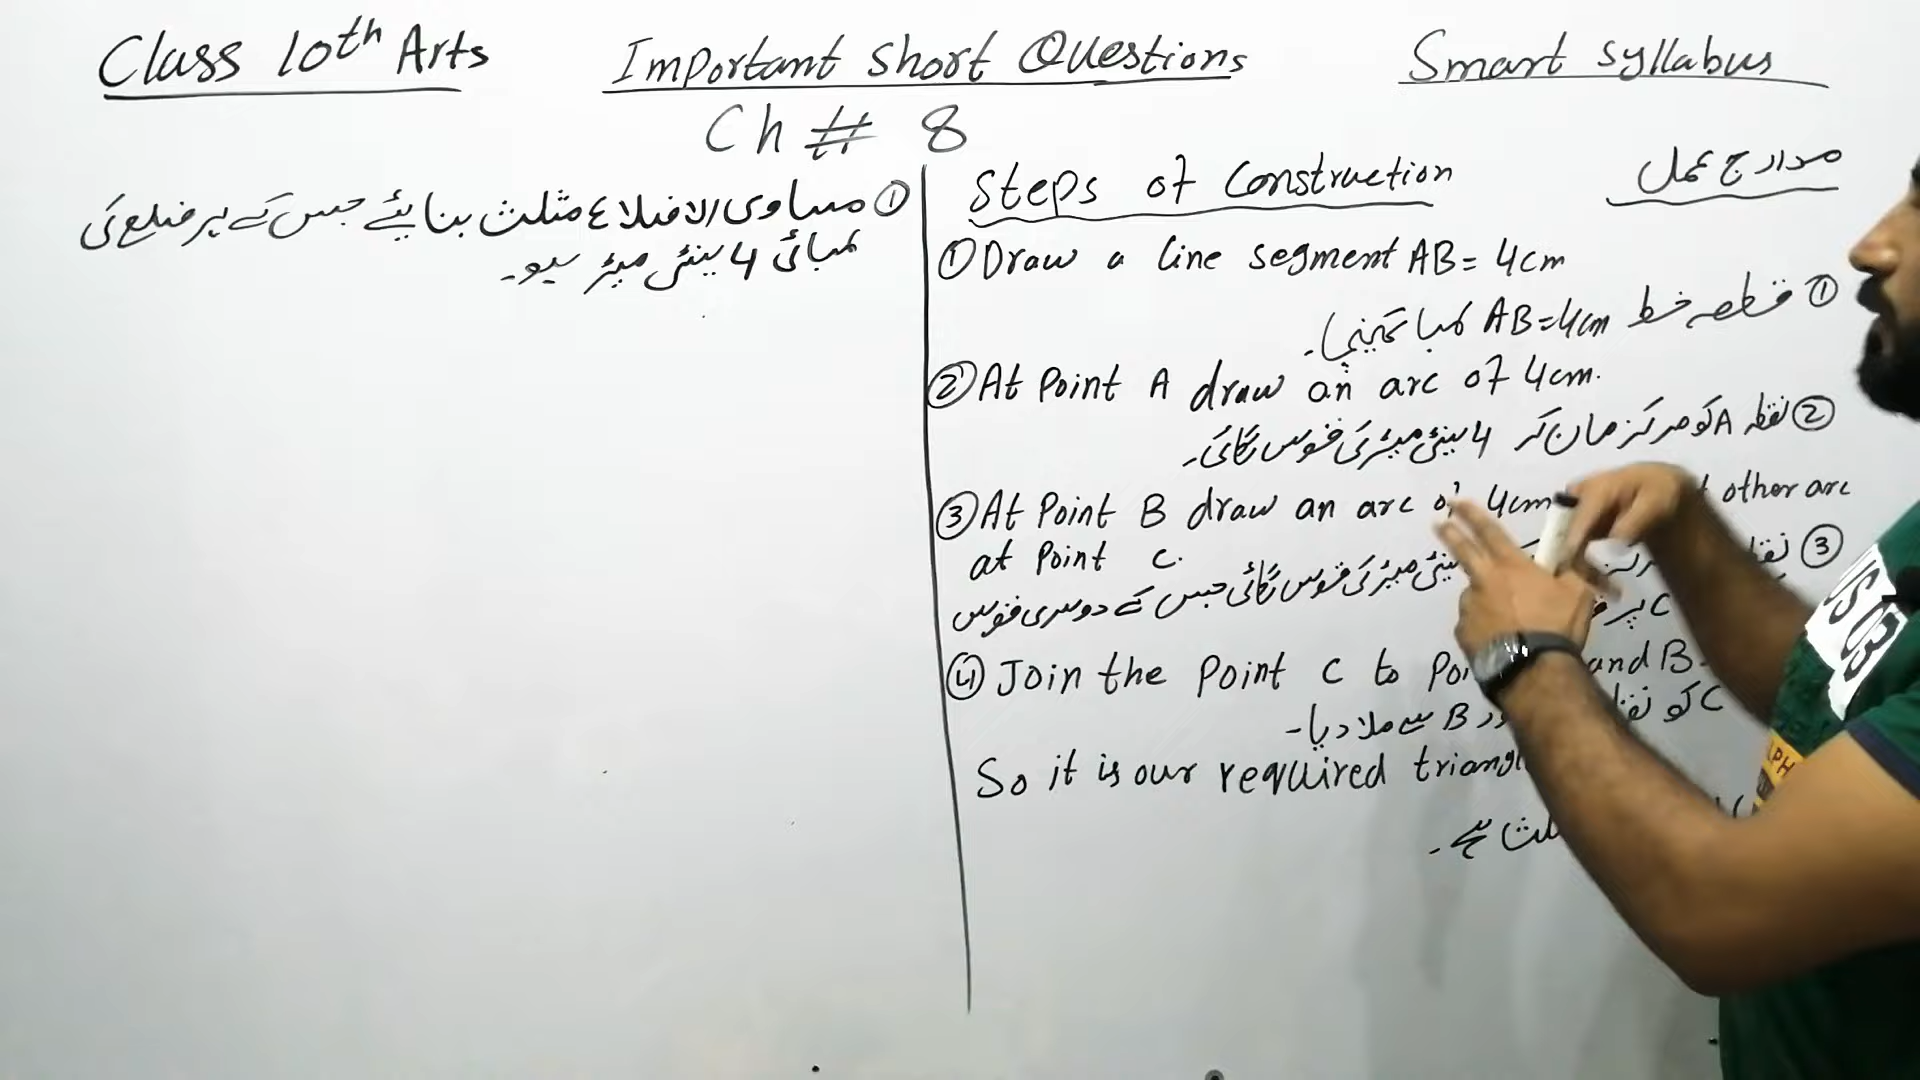 Class 10th Arts
Important Short Questions
Smart Syllabus
Ch # 8
① مساوی الاضلاع مثلث بنایئے جس کے ہر ضلع کی
لمبائی 4 سینٹی میٹر ہو۔
Steps of Construction
مدارج عمل
① Draw a line segment AB = 4cm
① قطعہ خط AB=4cm لمبا کھینچا۔
② At Point A draw an arc of 4cm.
② نقطہ A کو مرکز مان کر 4 سینٹی میٹر کی قوس لگائی۔
③ At Point B draw an arc of 4cm other arc
at Point C.
③ سینٹی میٹر کی قوس لگائی جس کے دوسری قوس
C پر
④ Join the Point C to and B
C کو B سے ملا دیا۔
So it is our required
ہے۔